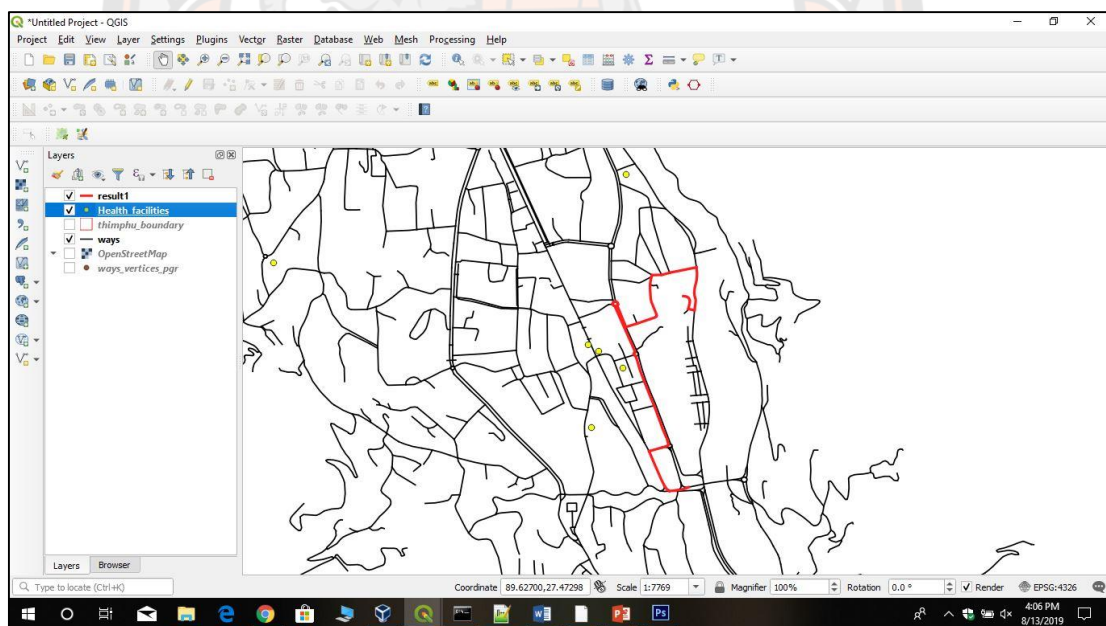 *Untitled Project - QGIS
Project Edit View Layer Settings Plugins Vector Raster Database Web Mesh Processing Help
Layers
result1
Health_facilities
thimphu_boundary
ways
OpenStreetMap
ways_vertices_pgr
Layers Browser
Type to locate (Ctrl+K) Coordinate 89.62700,27.47298 Scale 1:7769 Magnifier 100% Rotation 0.0 ° Render EPSG:4326
4:06 PM
8/13/2019